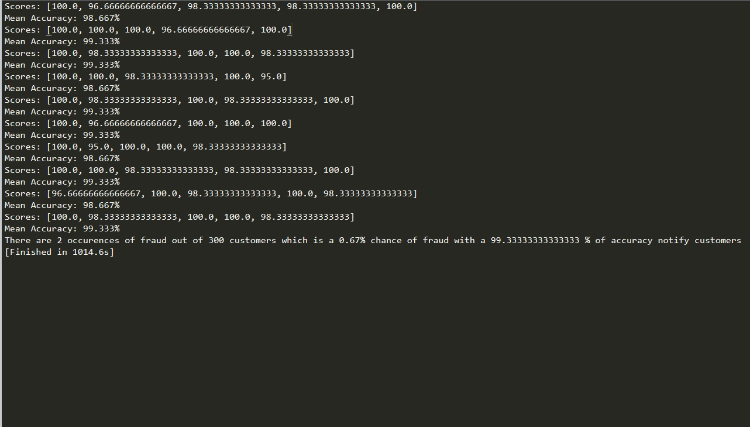 Scores: [100.0, 96.66666666666667, 98.33333333333333, 98.33333333333333, 100.0]
Mean Accuracy: 98.667%
Scores: [100.0, 100.0, 100.0, 96.66666666666667, 100.0]
Mean Accuracy: 99.333%
Scores: [100.0, 98.33333333333333, 100.0, 100.0, 98.33333333333333]
Mean Accuracy: 99.333%
Scores: [100.0, 100.0, 98.33333333333333, 100.0, 95.0]
Mean Accuracy: 98.667%
Scores: [100.0, 98.33333333333333, 100.0, 98.33333333333333, 100.0]
Mean Accuracy: 99.333%
Scores: [100.0, 96.66666666666667, 100.0, 100.0, 100.0]
Mean Accuracy: 99.333%
Scores: [100.0, 95.0, 100.0, 100.0, 98.33333333333333]
Mean Accuracy: 98.667%
Scores: [100.0, 100.0, 98.33333333333333, 98.33333333333333, 100.0]
Mean Accuracy: 99.333%
Scores: [96.66666666666667, 100.0, 98.33333333333333, 100.0, 98.33333333333333]
Mean Accuracy: 98.667%
Scores: [100.0, 98.33333333333333, 100.0, 100.0, 98.33333333333333]
Mean Accuracy: 99.333%
There are 2 occurences of fraud out of 300 customers which is a 0.67% chance of fraud with a 99.33333333333333 % of accuracy notify customers
[Finished in 1014.6s]